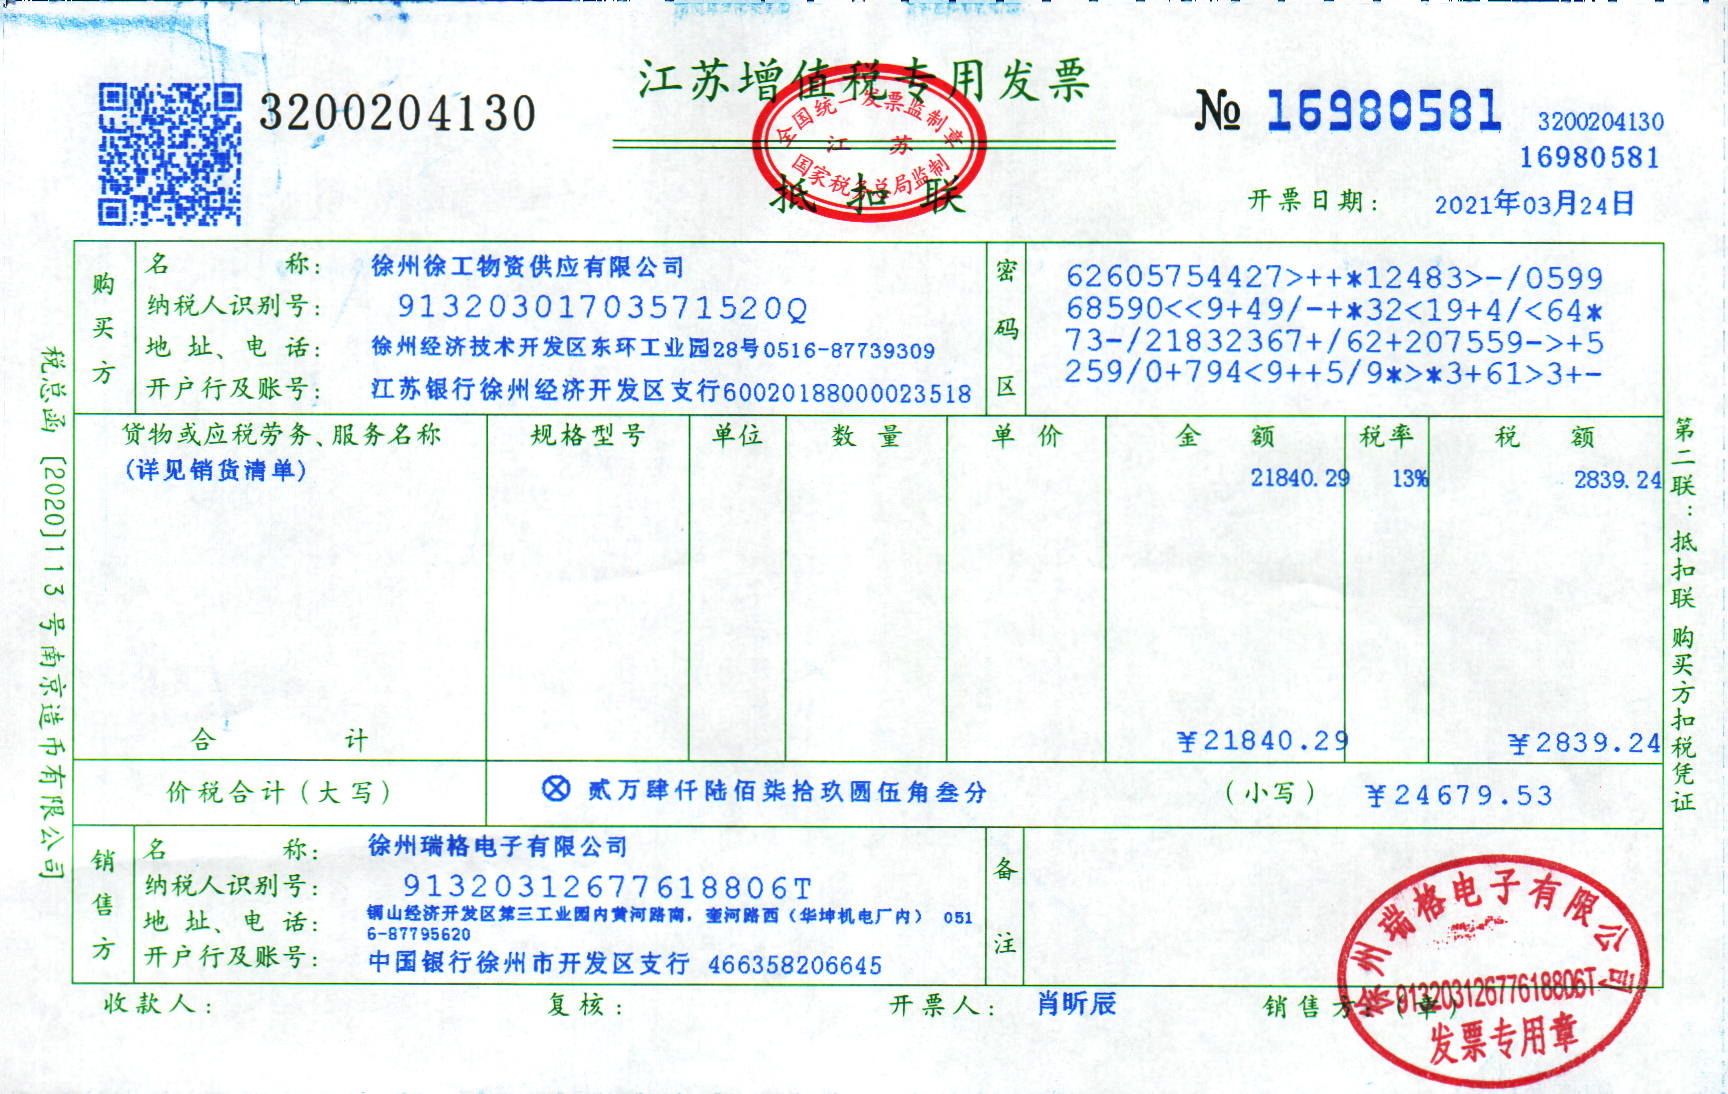 3200204130
江苏增值税专用发票
全国统一发票监制章
江 苏
国家税务总局监制
抵扣联
№ 16980581
3200204130
16980581
开票日期： 2021年03月24日
购买方
名 称： 徐州徐工物资供应有限公司
纳税人识别号： 91320301703571520Q
地 址、电 话： 徐州经济技术开发区东环工业园28号0516-87739309
开户行及账号： 江苏银行徐州经济开发区支行60020188000023518
密码区
62605754427>++*12483>-/0599
68590<<9+49/-+*32<19+4/<64*
73-/21832367+/62+207559->+5
259/0+794<9++5/9*>*3+61>3+-
货物或应税劳务、服务名称 规格型号 单位 数 量 单 价 金 额 税率 税 额
(详见销货清单) 21840.29 13% 2839.24
合 计 ¥21840.29 ¥2839.24
价税合计（大写） ⊗ 贰万肆仟陆佰柒拾玖圆伍角叁分 （小写） ¥24679.53
销售方
名 称： 徐州瑞格电子有限公司
纳税人识别号： 91320312677618806T
地 址、电 话： 铜山经济开发区第三工业园内黄河路南，奎河路西（华坤机电厂内） 051
6-87795620
开户行及账号： 中国银行徐州市开发区支行 466358206645
备注
收款人： 复核： 开票人： 肖昕辰 销售方：（章）
徐州瑞格电子有限公司
91320312677618806T
发票专用章
税总函〔2020〕113号南京造币有限公司
第二联：抵扣联 购买方扣税凭证